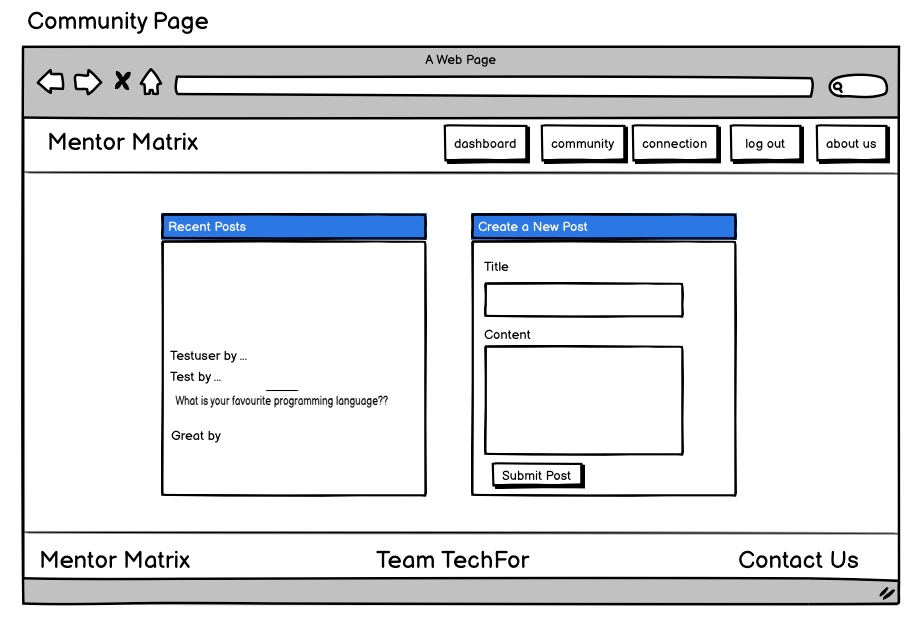 Community Page
A Web Page
Mentor Matrix
dashboard
community
connection
log out
about us
Recent Posts
Testuser by ...
Test by ...
What is your favourite programming language??
Great by
Create a New Post
Title
Content
Submit Post
Mentor Matrix
Team TechFor
Contact Us